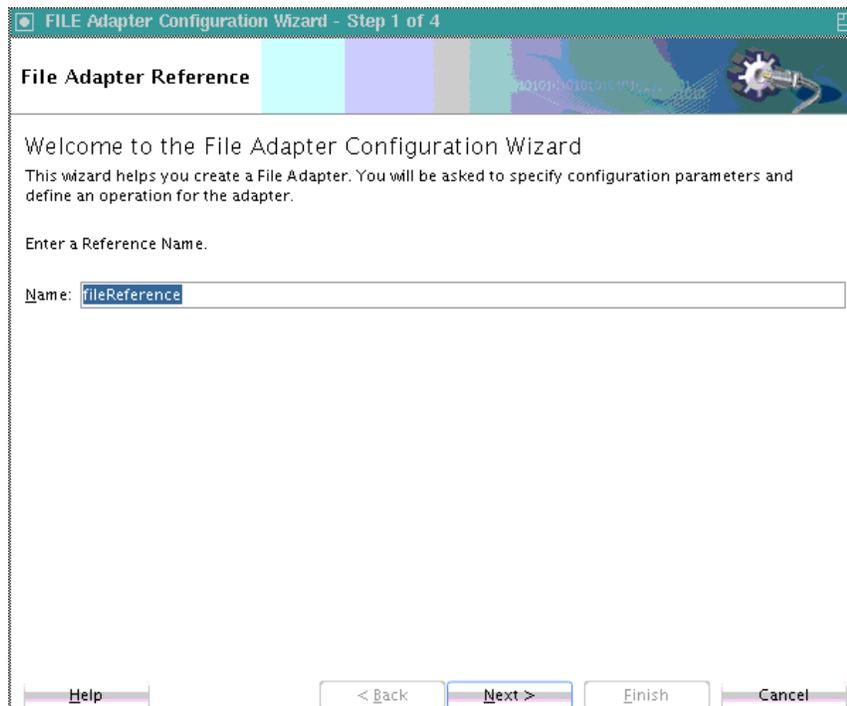 FILE Adapter Configuration Wizard - Step 1 of 4
File Adapter Reference
Welcome to the File Adapter Configuration Wizard
This wizard helps you create a File Adapter. You will be asked to specify configuration parameters and
define an operation for the adapter.
Enter a Reference Name.
Name: fileReference
Help < Back Next > Finish Cancel